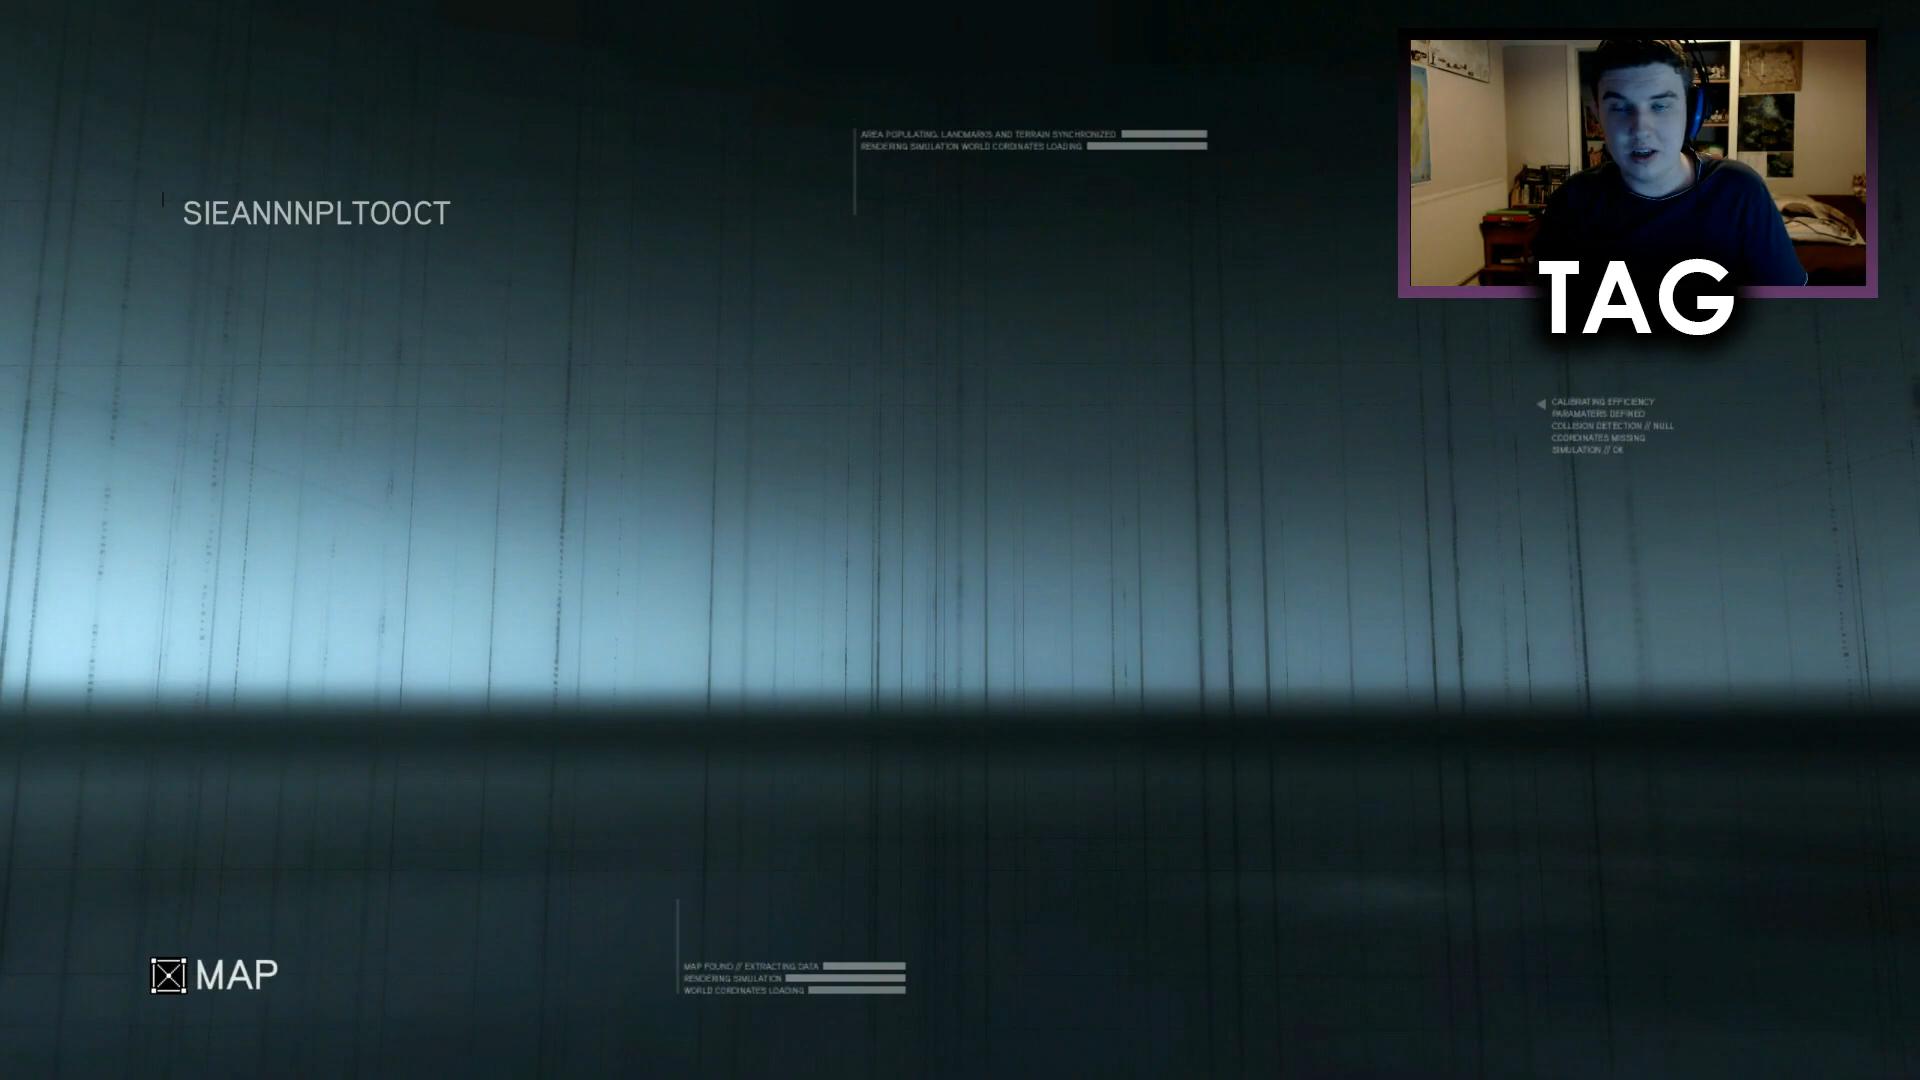 AREA POPULATING, LANDMARKS AND TERRAIN SYNCHRONIZED
RENDERING SIMULATION WORLD CORDINATES LOADING
SIEANNNPLTOOCT
TAG
CALIBRATING EFFICIENCY
PARAMATERS DEFINED
COLLISION DETECTION // NULL
COORDINATES MISSING
SIMULATION // OK
MAP
MAP FOUND // EXTRACTING DATA
RENDERING SIMULATION
WORLD CORDINATES LOADING